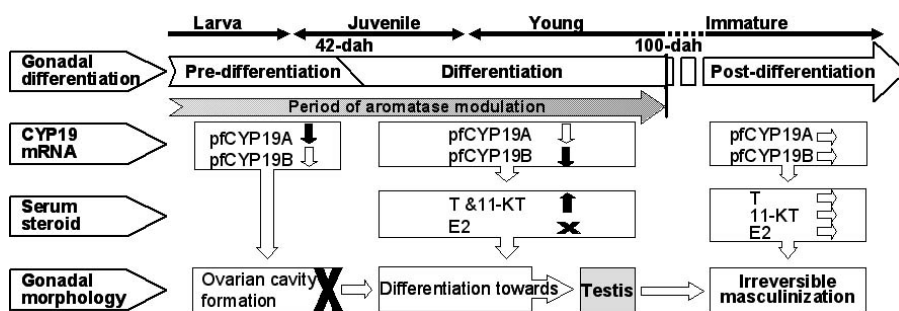 Larva Juvenile Young Immature
42-dah 100-dah
Gonadal
differentiation
Pre-differentiation Differentiation Post-differentiation
Period of aromatase modulation
CYP19
mRNA
pfCYP19A
pfCYP19B
pfCYP19A
pfCYP19B
pfCYP19A
pfCYP19B
Serum
steroid
T &11-KT
E2
T
11-KT
E2
Gonadal
morphology
Ovarian cavity
formation
Differentiation towards
Testis
Irreversible
masculinization